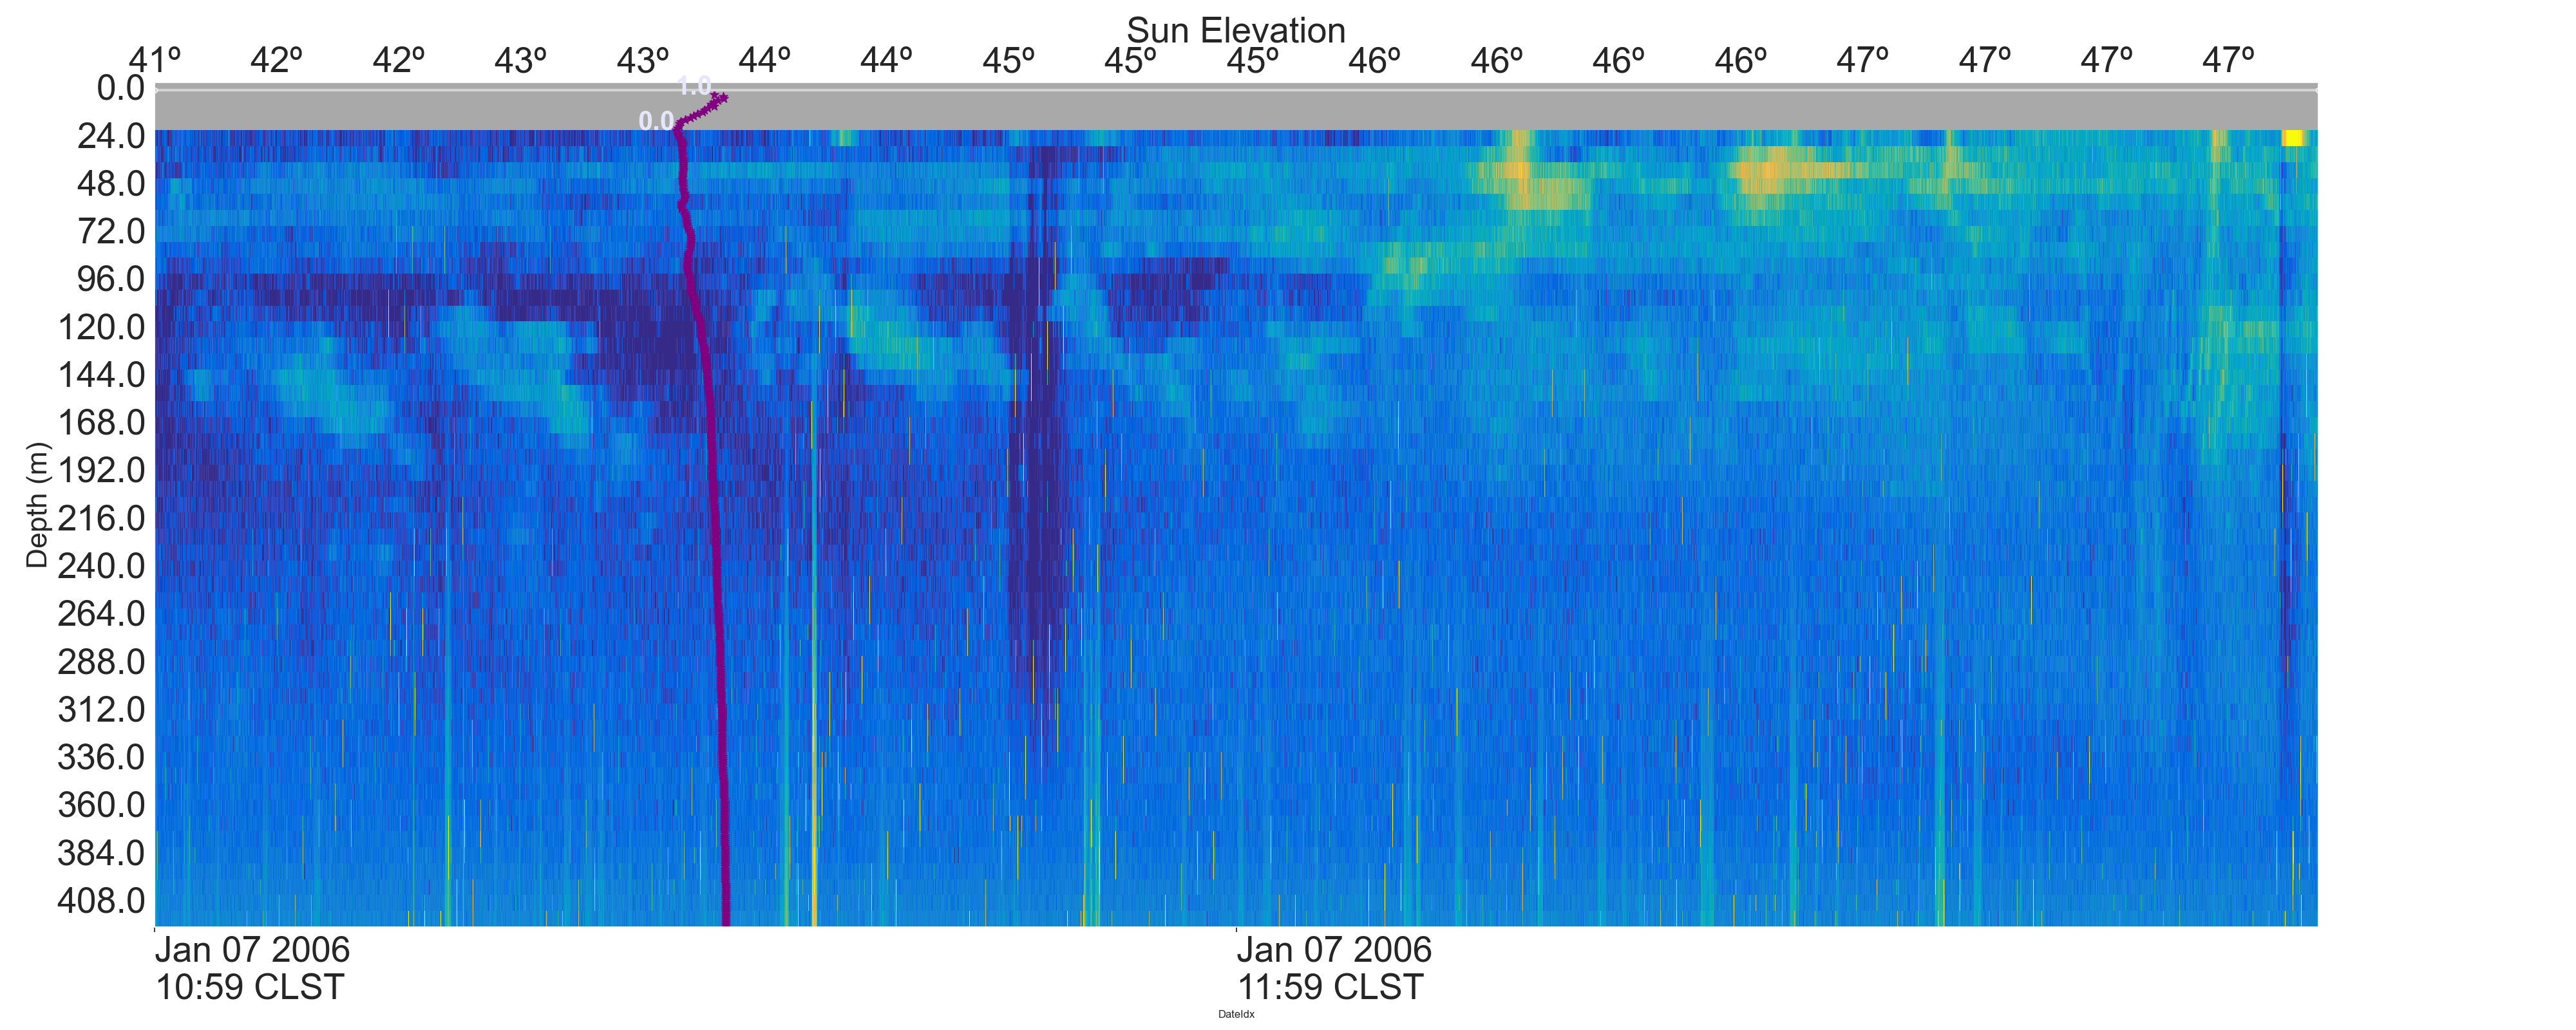 Sun Elevation
41º 42º 42º 43º 43º 44º 44º 45º 45º 45º 46º 46º 46º 46º 47º 47º 47º 47º
1.0
0.0
0.0
24.0
48.0
72.0
96.0
120.0
144.0
168.0
192.0
216.0
240.0
264.0
288.0
312.0
336.0
360.0
384.0
408.0
Depth (m)
Jan 07 2006
10:59 CLST
Jan 07 2006
11:59 CLST
DateIdx